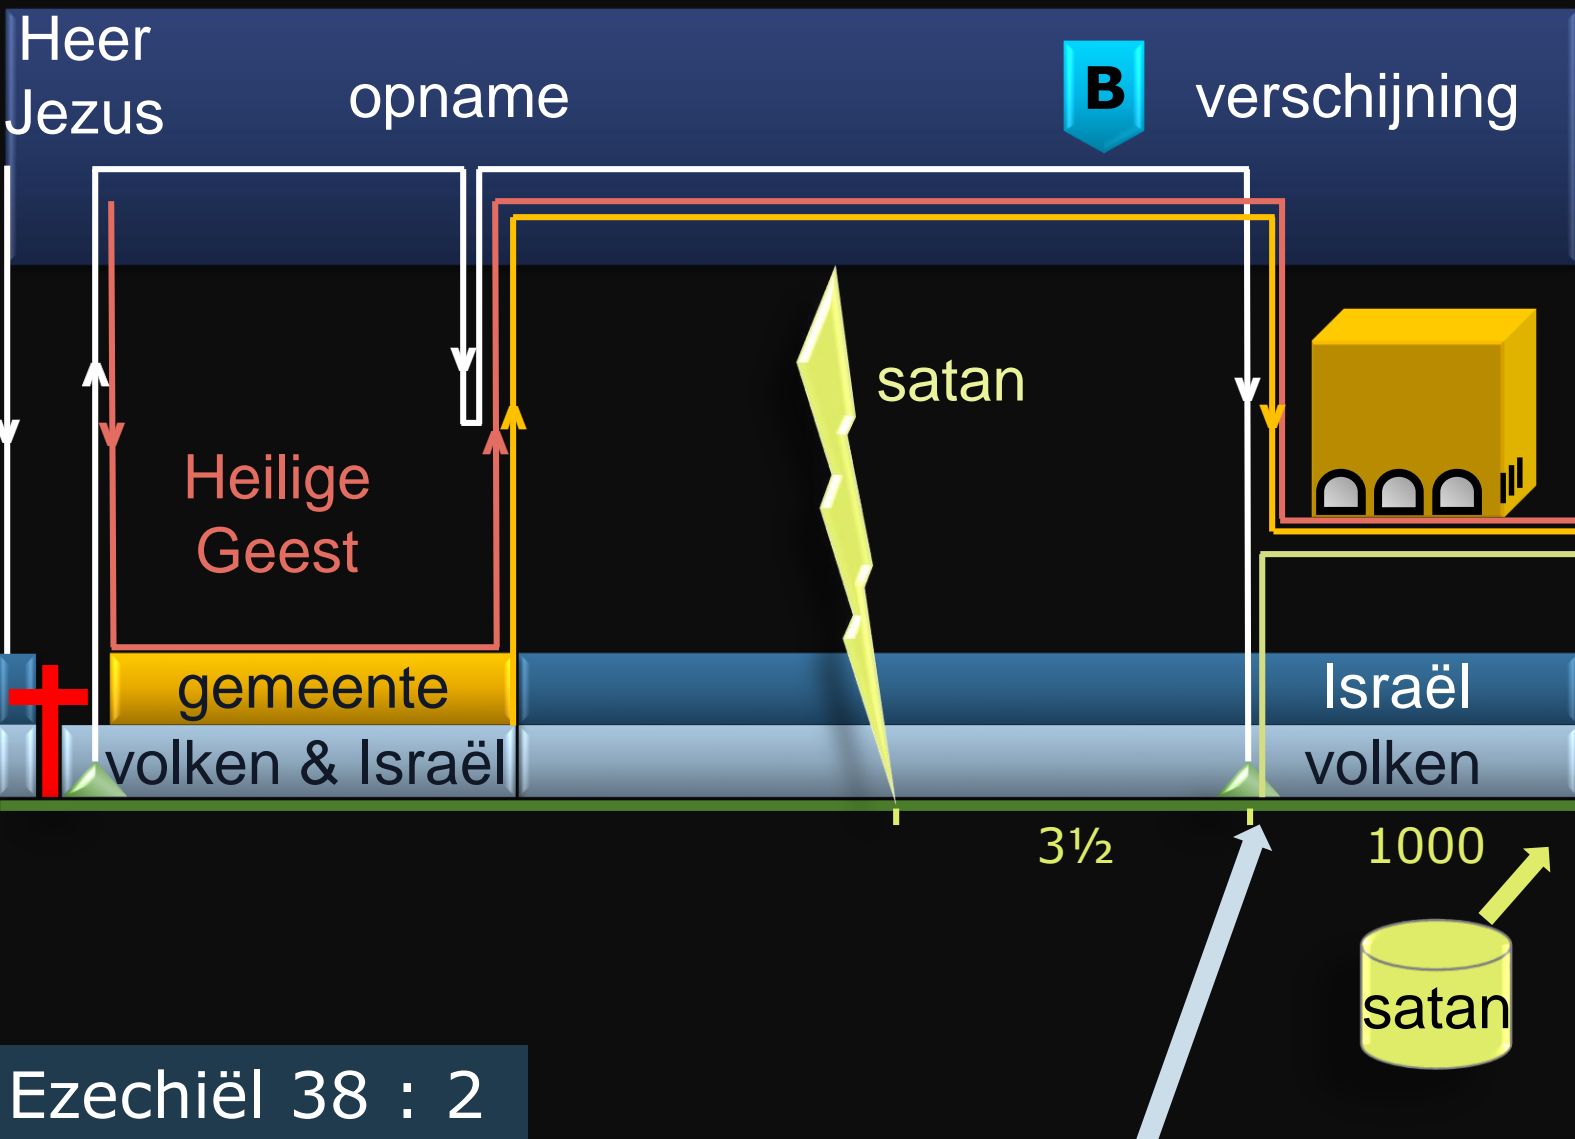 Heer
Jezus
opname
B
verschijning
satan
Heilige
Geest
gemeente
Israël
volken & Israël
volken
3½
1000
satan
Ezechiël 38 : 2